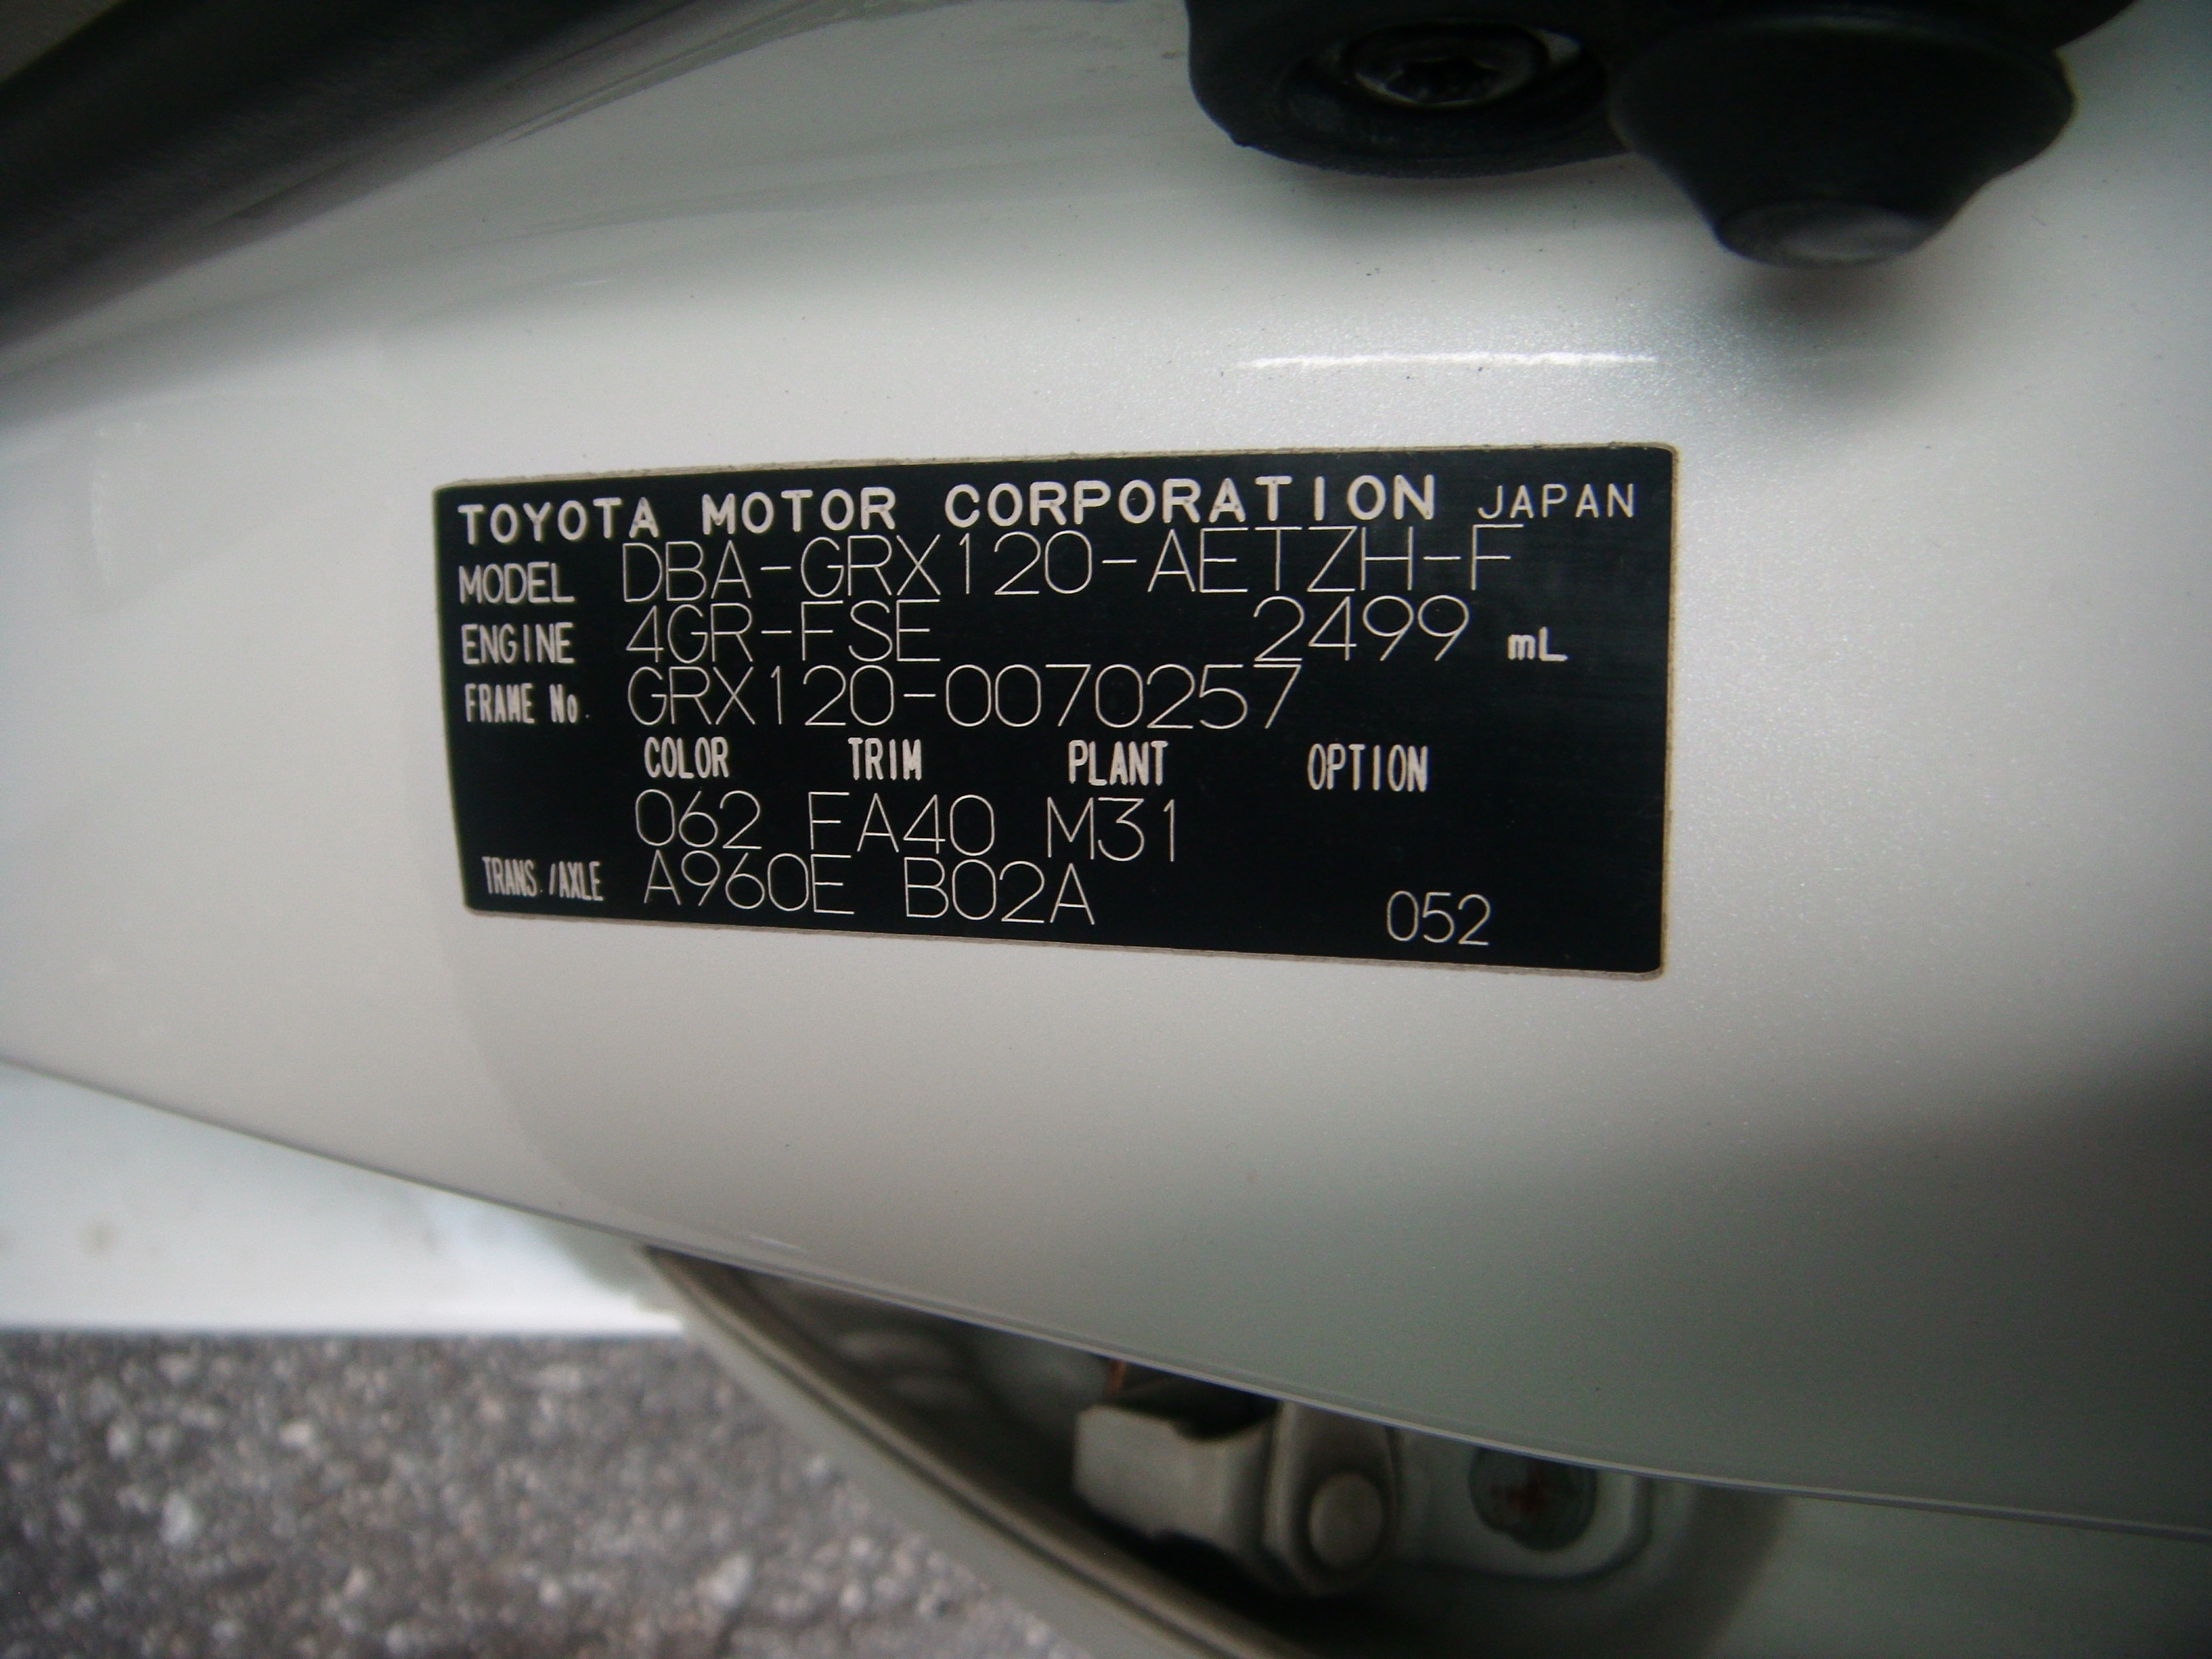 TOYOTA MOTOR CORPORATION JAPAN
MODEL DBA-GRX120-AETZH-F
ENGINE 4GR-FSE 2499 mL
FRAME No. GRX120-0070257
COLOR TRIM PLANT OPTION
062 FA40 M31
TRANS./AXLE A960E B02A 052